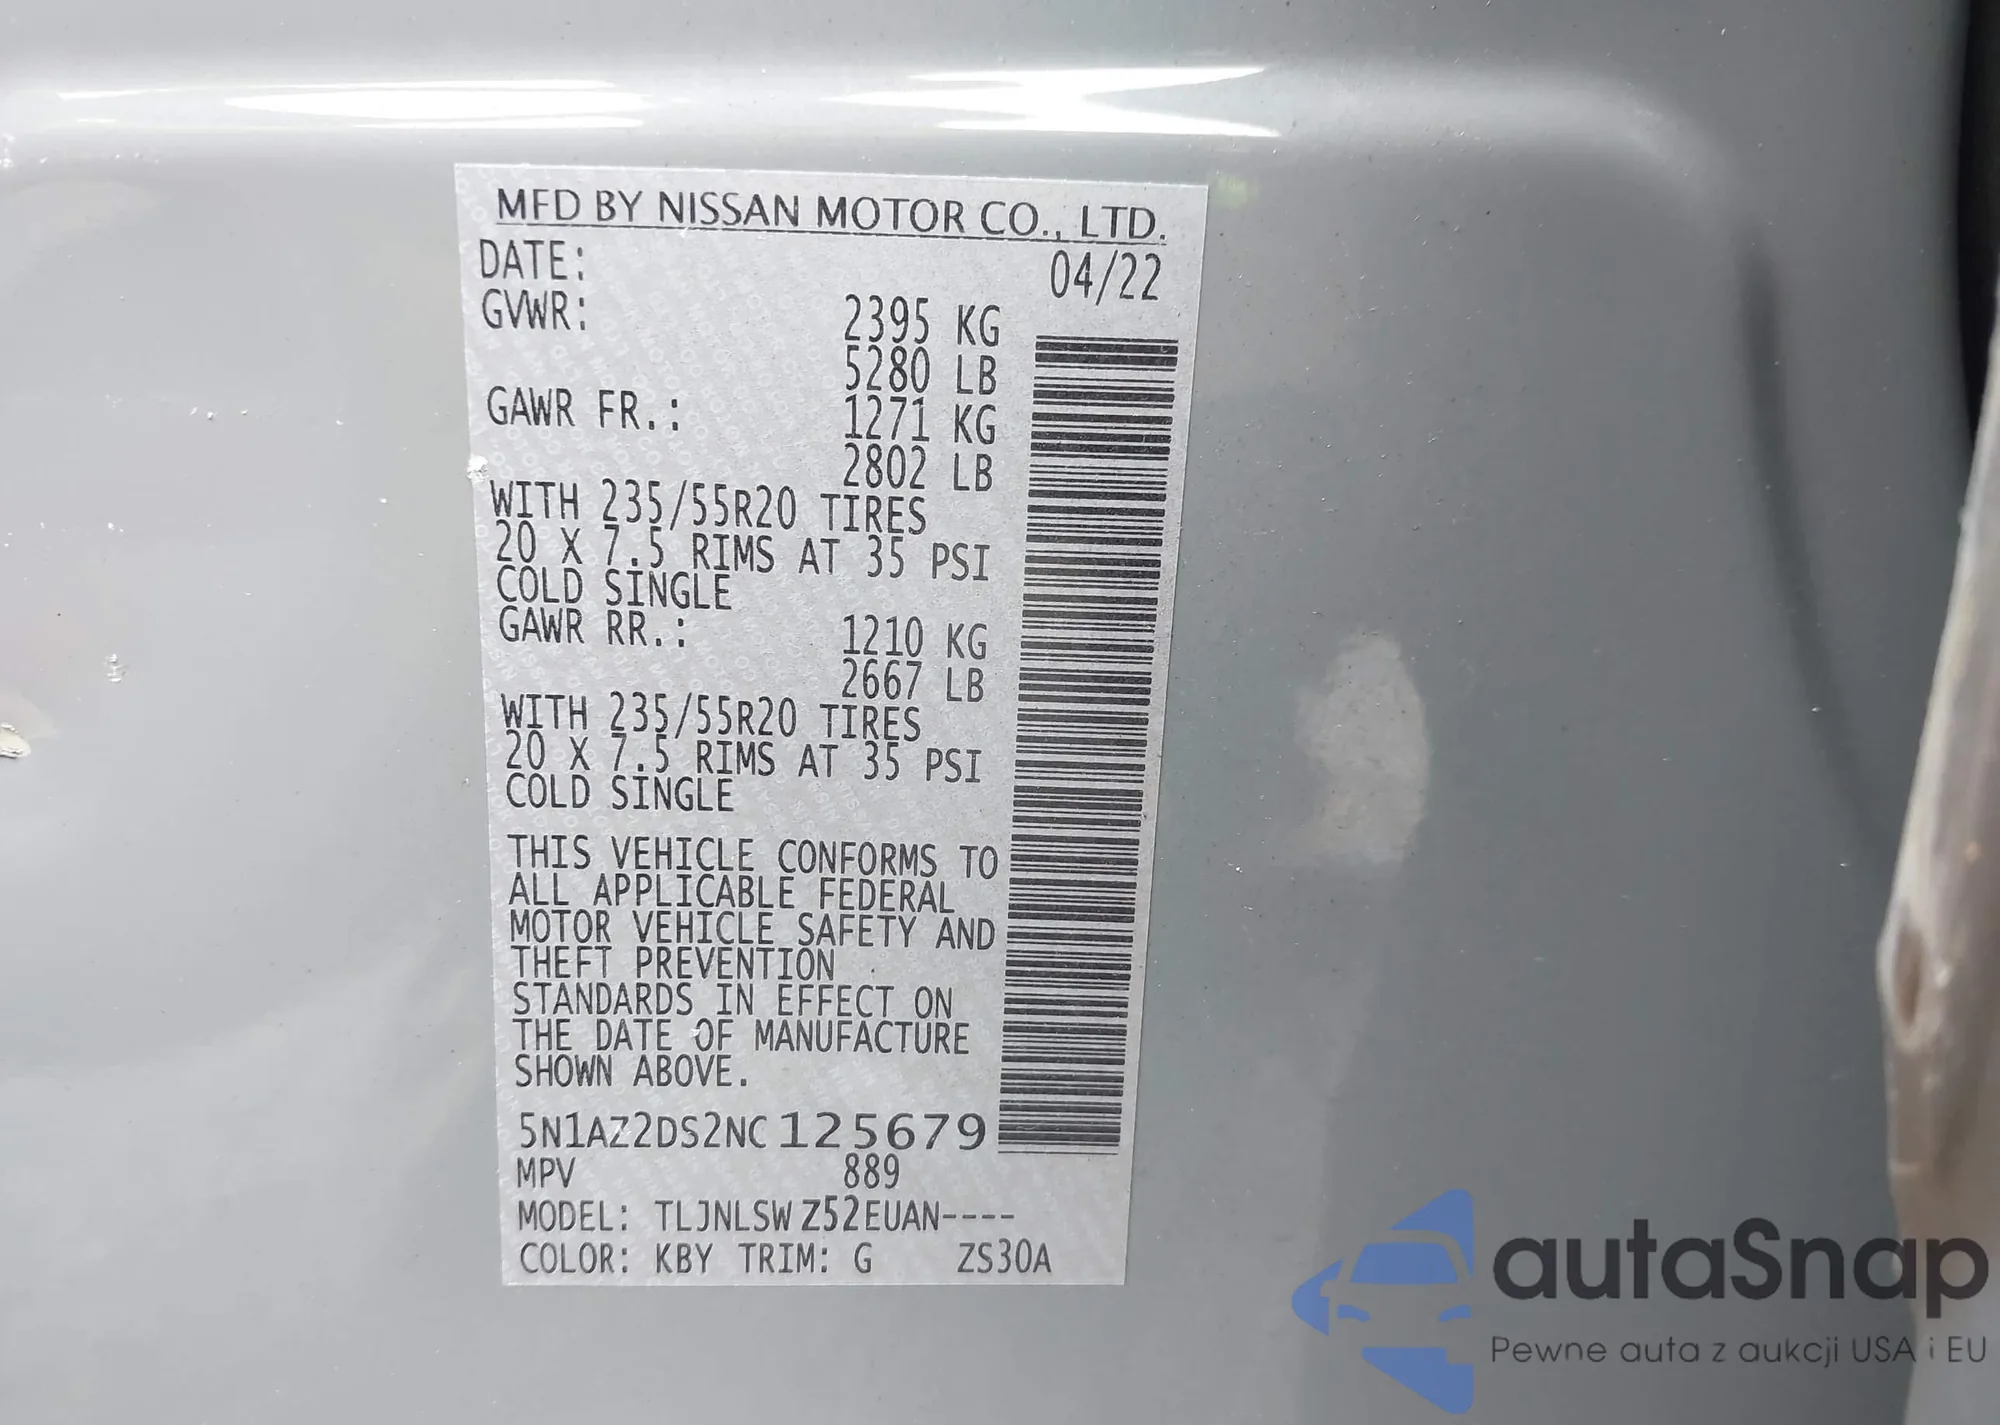 MFD BY NISSAN MOTOR CO., LTD.
DATE: 04/22
GVWR: 2395 KG
5280 LB
GAWR FR.: 1271 KG
2802 LB
WITH 235/55R20 TIRES
20 X 7.5 RIMS AT 35 PSI
COLD SINGLE
GAWR RR.: 1210 KG
2667 LB
WITH 235/55R20 TIRES
20 X 7.5 RIMS AT 35 PSI
COLD SINGLE
THIS VEHICLE CONFORMS TO
ALL APPLICABLE FEDERAL
MOTOR VEHICLE SAFETY AND
THEFT PREVENTION
STANDARDS IN EFFECT ON
THE DATE OF MANUFACTURE
SHOWN ABOVE.
5N1AZ2DS2NC125679
MPV 889
MODEL: TLJNLSWZ52EUAN----
COLOR: KBY TRIM: G ZS30A
autaSnap
Pewne auta z aukcji USA i EU